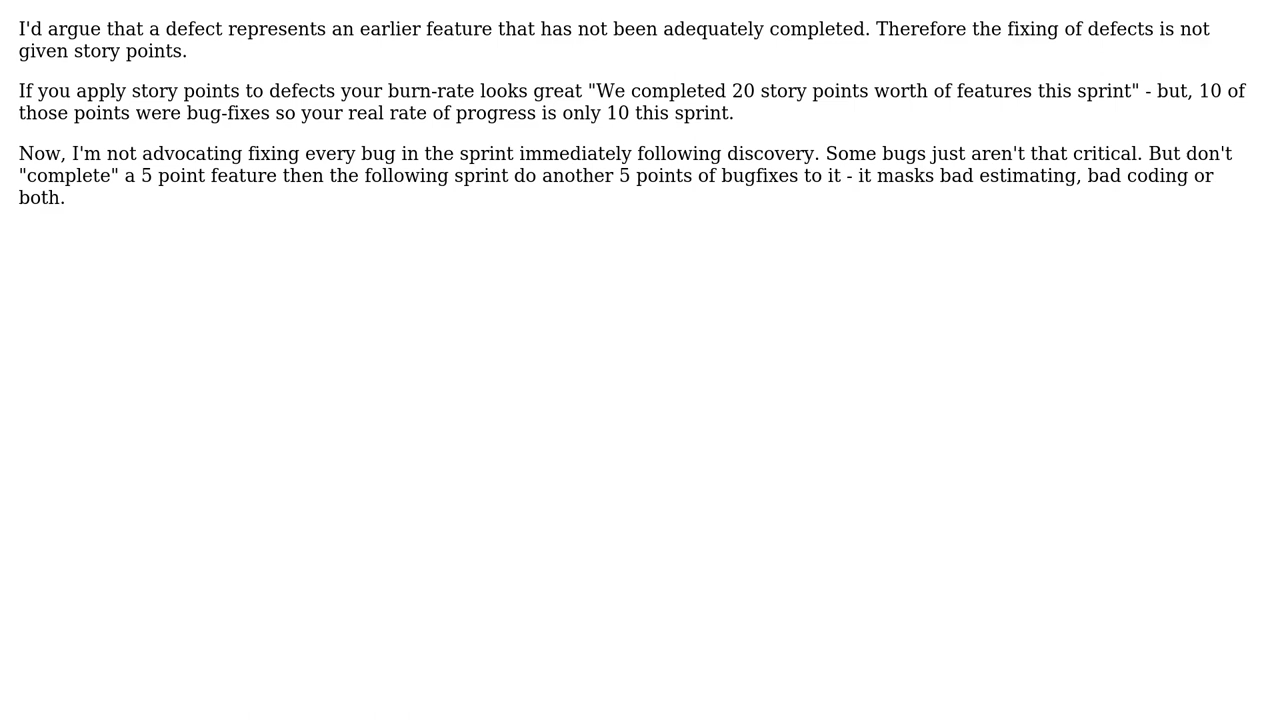 I'd argue that a defect represents an earlier feature that has not been adequately completed. Therefore the fixing of defects is not
given story points.
If you apply story points to defects your burn-rate looks great "We completed 20 story points worth of features this sprint" - but, 10 of
those points were bug-fixes so your real rate of progress is only 10 this sprint.
Now, I'm not advocating fixing every bug in the sprint immediately following discovery. Some bugs just aren't that critical. But don't
"complete" a 5 point feature then the following sprint do another 5 points of bugfixes to it - it masks bad estimating, bad coding or
both.